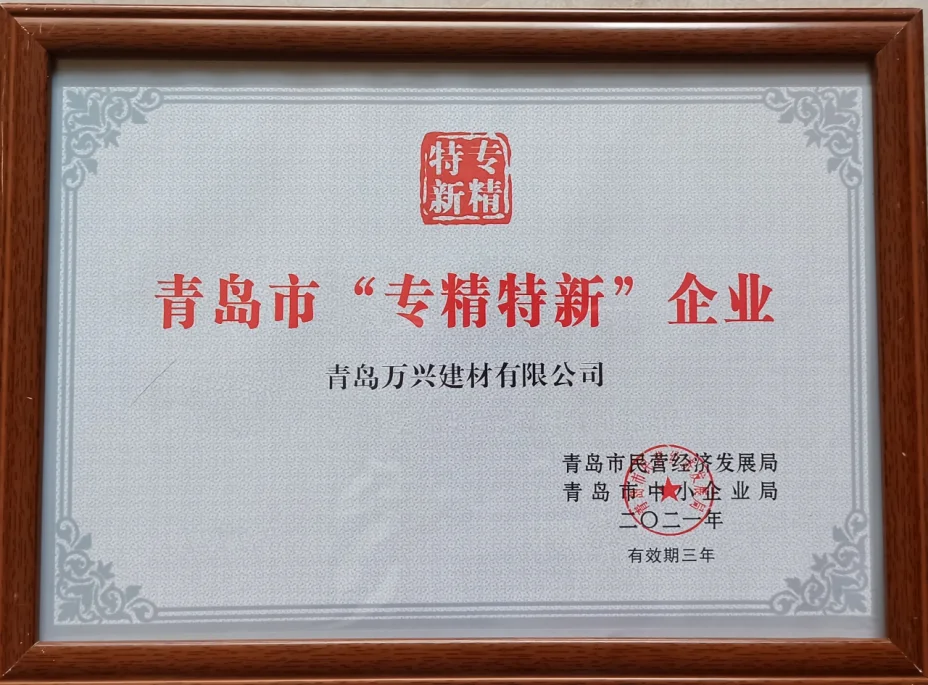 专精
特新
青岛市“专精特新”企业
青岛万兴建材有限公司
青岛市民营经济发展局
青岛市中小企业局
二〇二一年
有效期三年